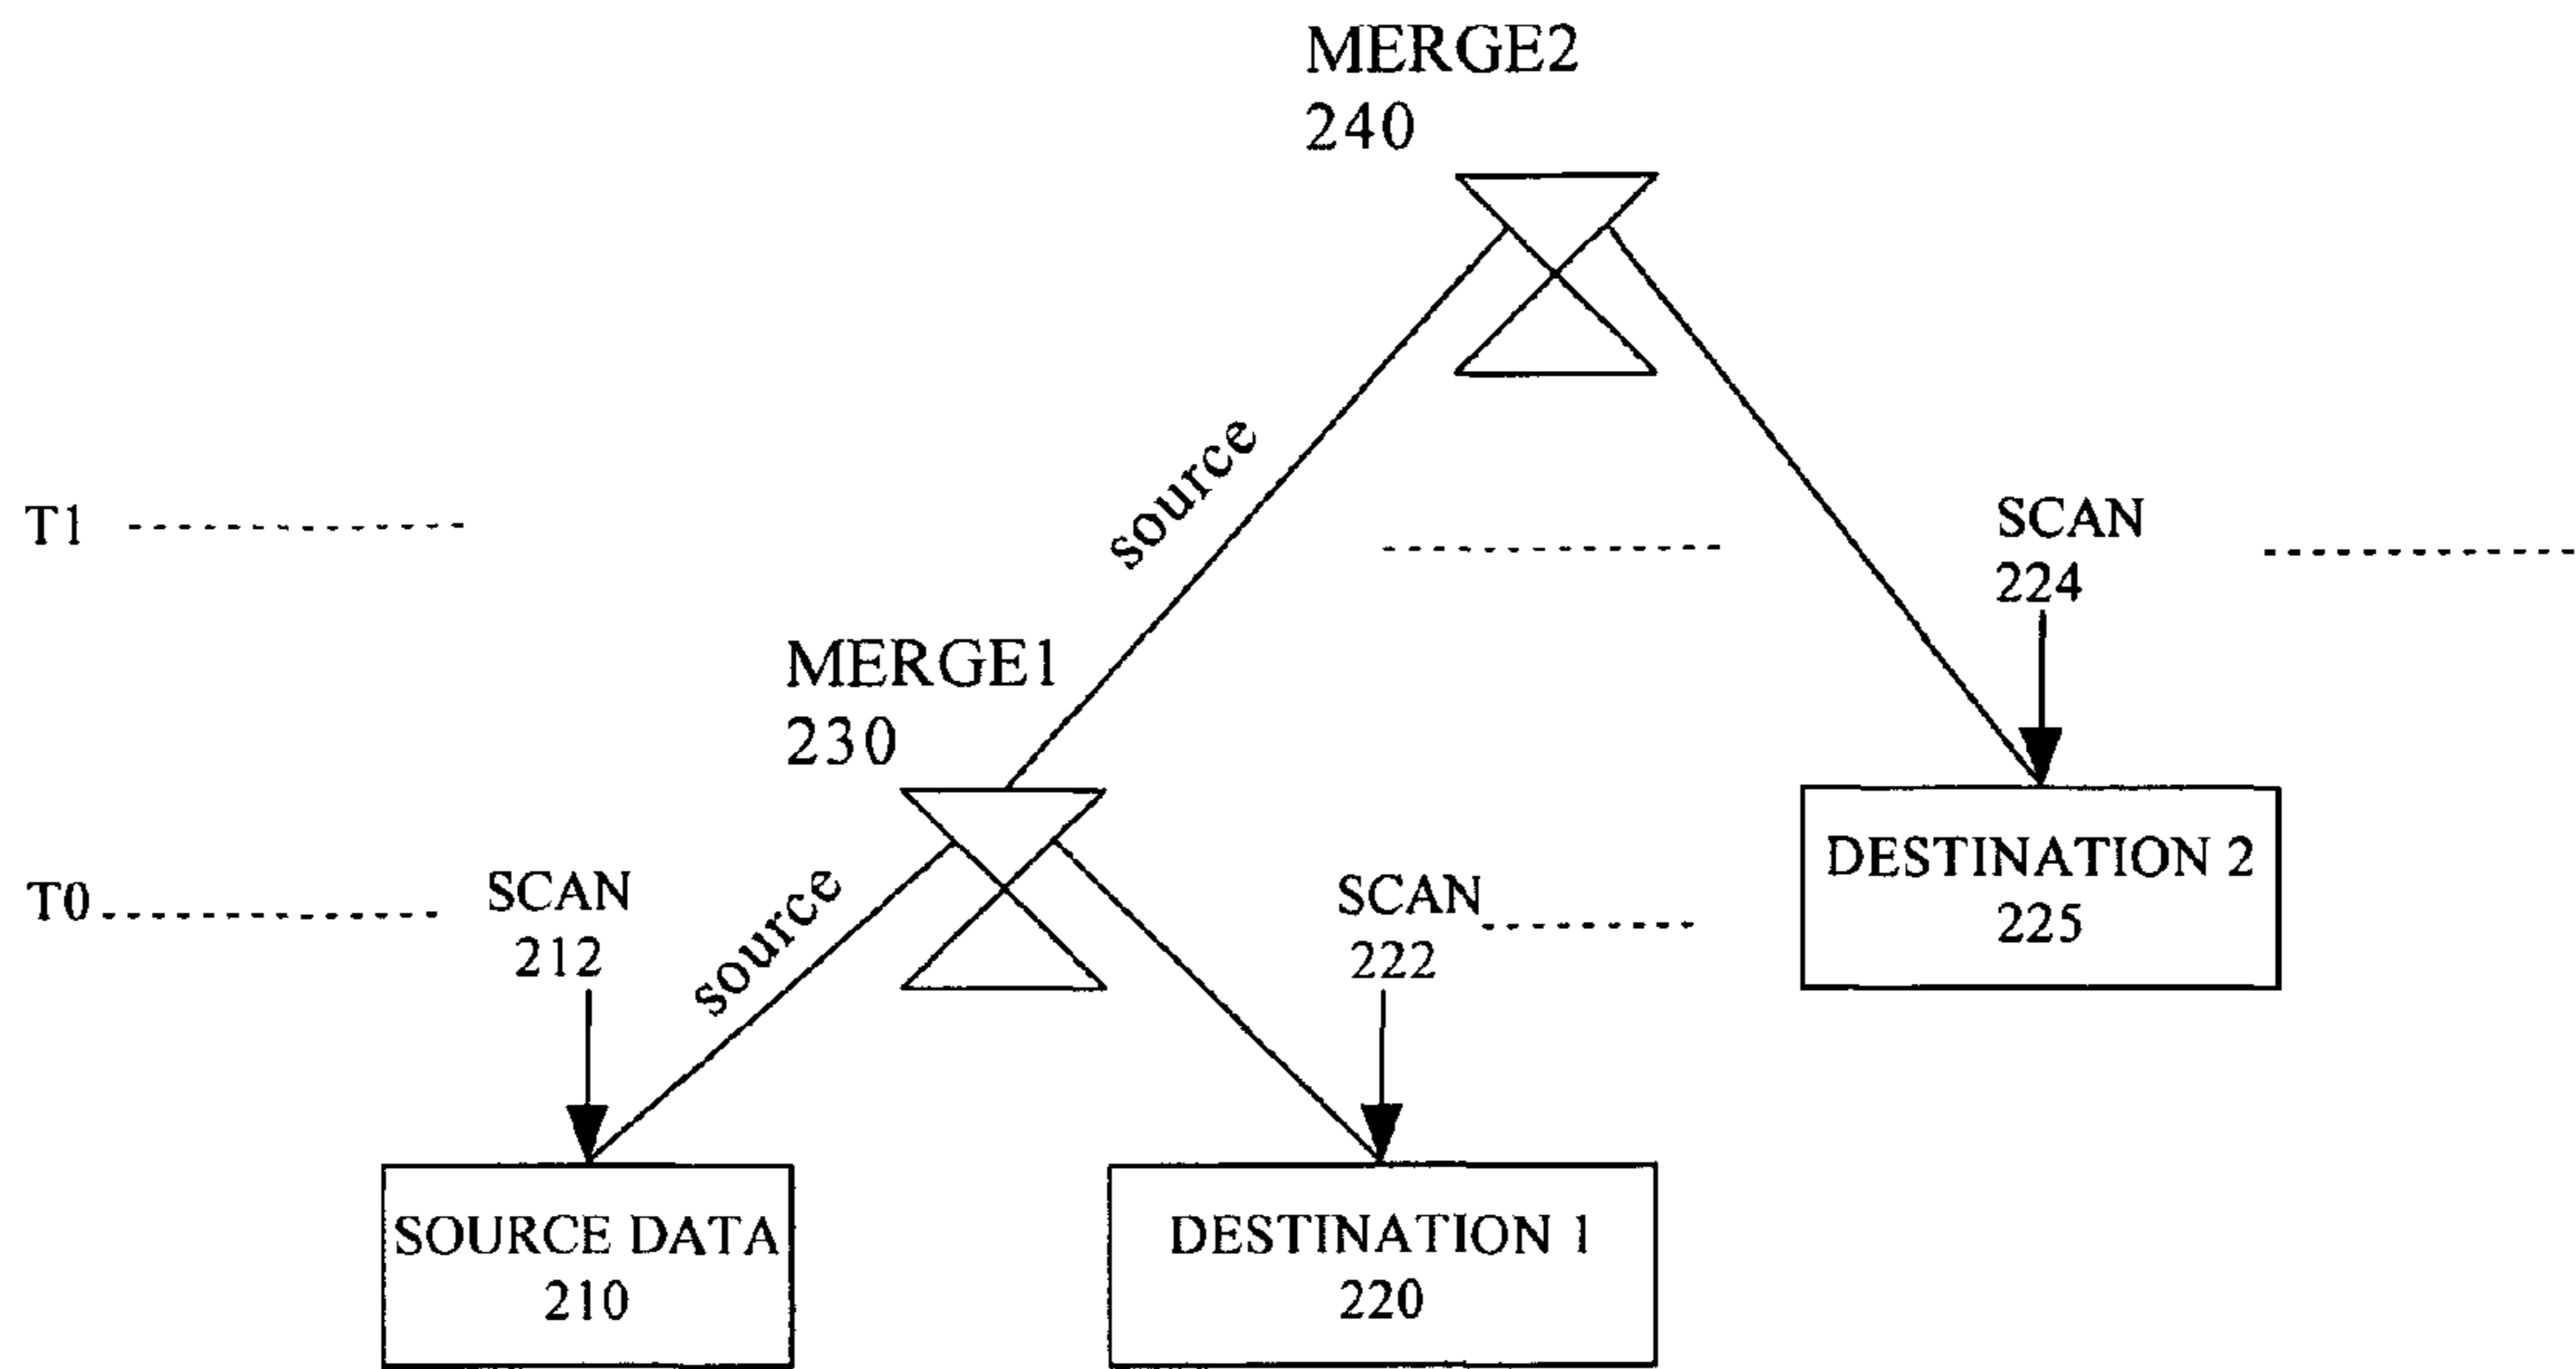 MERGE2
240
source
T1
SCAN
224
MERGE1
230
DESTINATION 2
225
T0
SCAN
212
source
SCAN
222
SOURCE DATA
210
DESTINATION 1
220